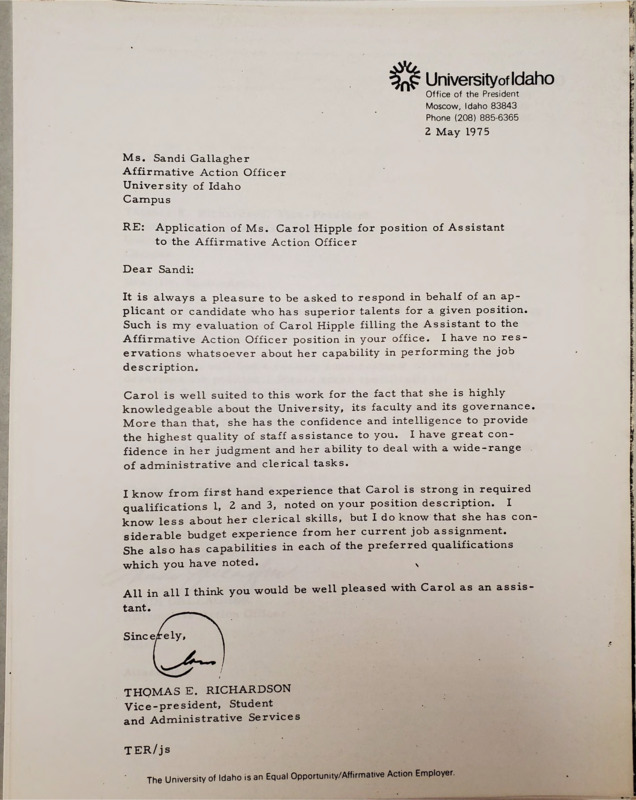 University of Idaho
Office of the President
Moscow, Idaho 83843
Phone (208) 885-6365
2 May 1975
Ms. Sandi Gallagher
Affirmative Action Officer
University of Idaho
Campus
RE: Application of Ms. Carol Hipple for position of Assistant
to the Affirmative Action Officer
Dear Sandi:
It is always a pleasure to be asked to respond in behalf of an ap-
plicant or candidate who has superior talents for a given position.
Such is my evaluation of Carol Hipple filling the Assistant to the
Affirmative Action Officer position in your office. I have no res-
ervations whatsoever about her capability in performing the job
description.
Carol is well suited to this work for the fact that she is highly
knowledgeable about the University, its faculty and its governance.
More than that, she has the confidence and intelligence to provide
the highest quality of staff assistance to you. I have great con-
fidence in her judgment and her ability to deal with a wide-range
of administrative and clerical tasks.
I know from first hand experience that Carol is strong in required
qualifications 1, 2 and 3, noted on your position description. I
know less about her clerical skills, but I do know that she has con-
siderable budget experience from her current job assignment.
She also has capabilities in each of the preferred qualifications
which you have noted.
All in all I think you would be well pleased with Carol as an assis-
tant.
Sincerely,
THOMAS E. RICHARDSON
Vice-president, Student
and Administrative Services
TER/js
The University of Idaho is an Equal Opportunity/Affirmative Action Employer.